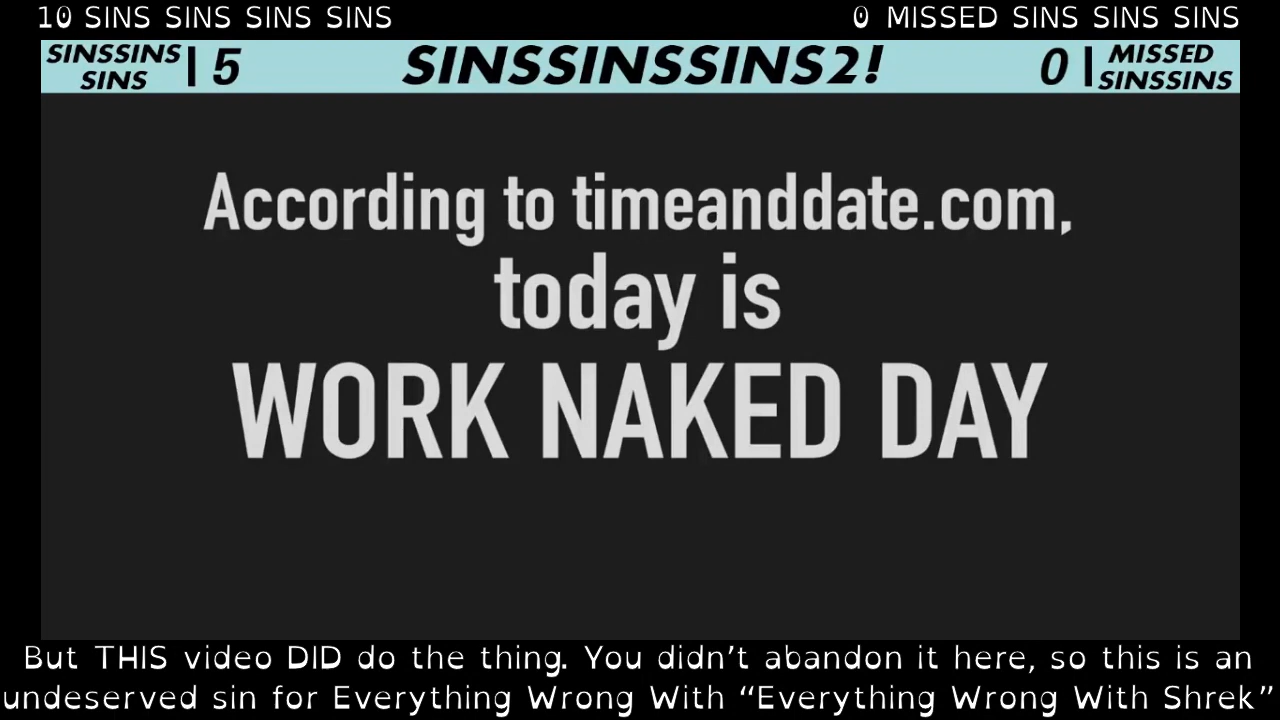 10 SINS SINS SINS SINS
0 MISSED SINS SINS SINS
SINSSINS
SINS
5
SINSSINSSINS2!
0
MISSED
SINSSINS
According to timeanddate.com,
today is
WORK NAKED DAY
But THIS video DID do the thing. You didn't abandon it here, so this is an
undeserved sin for Everything Wrong With “Everything Wrong With Shrek”